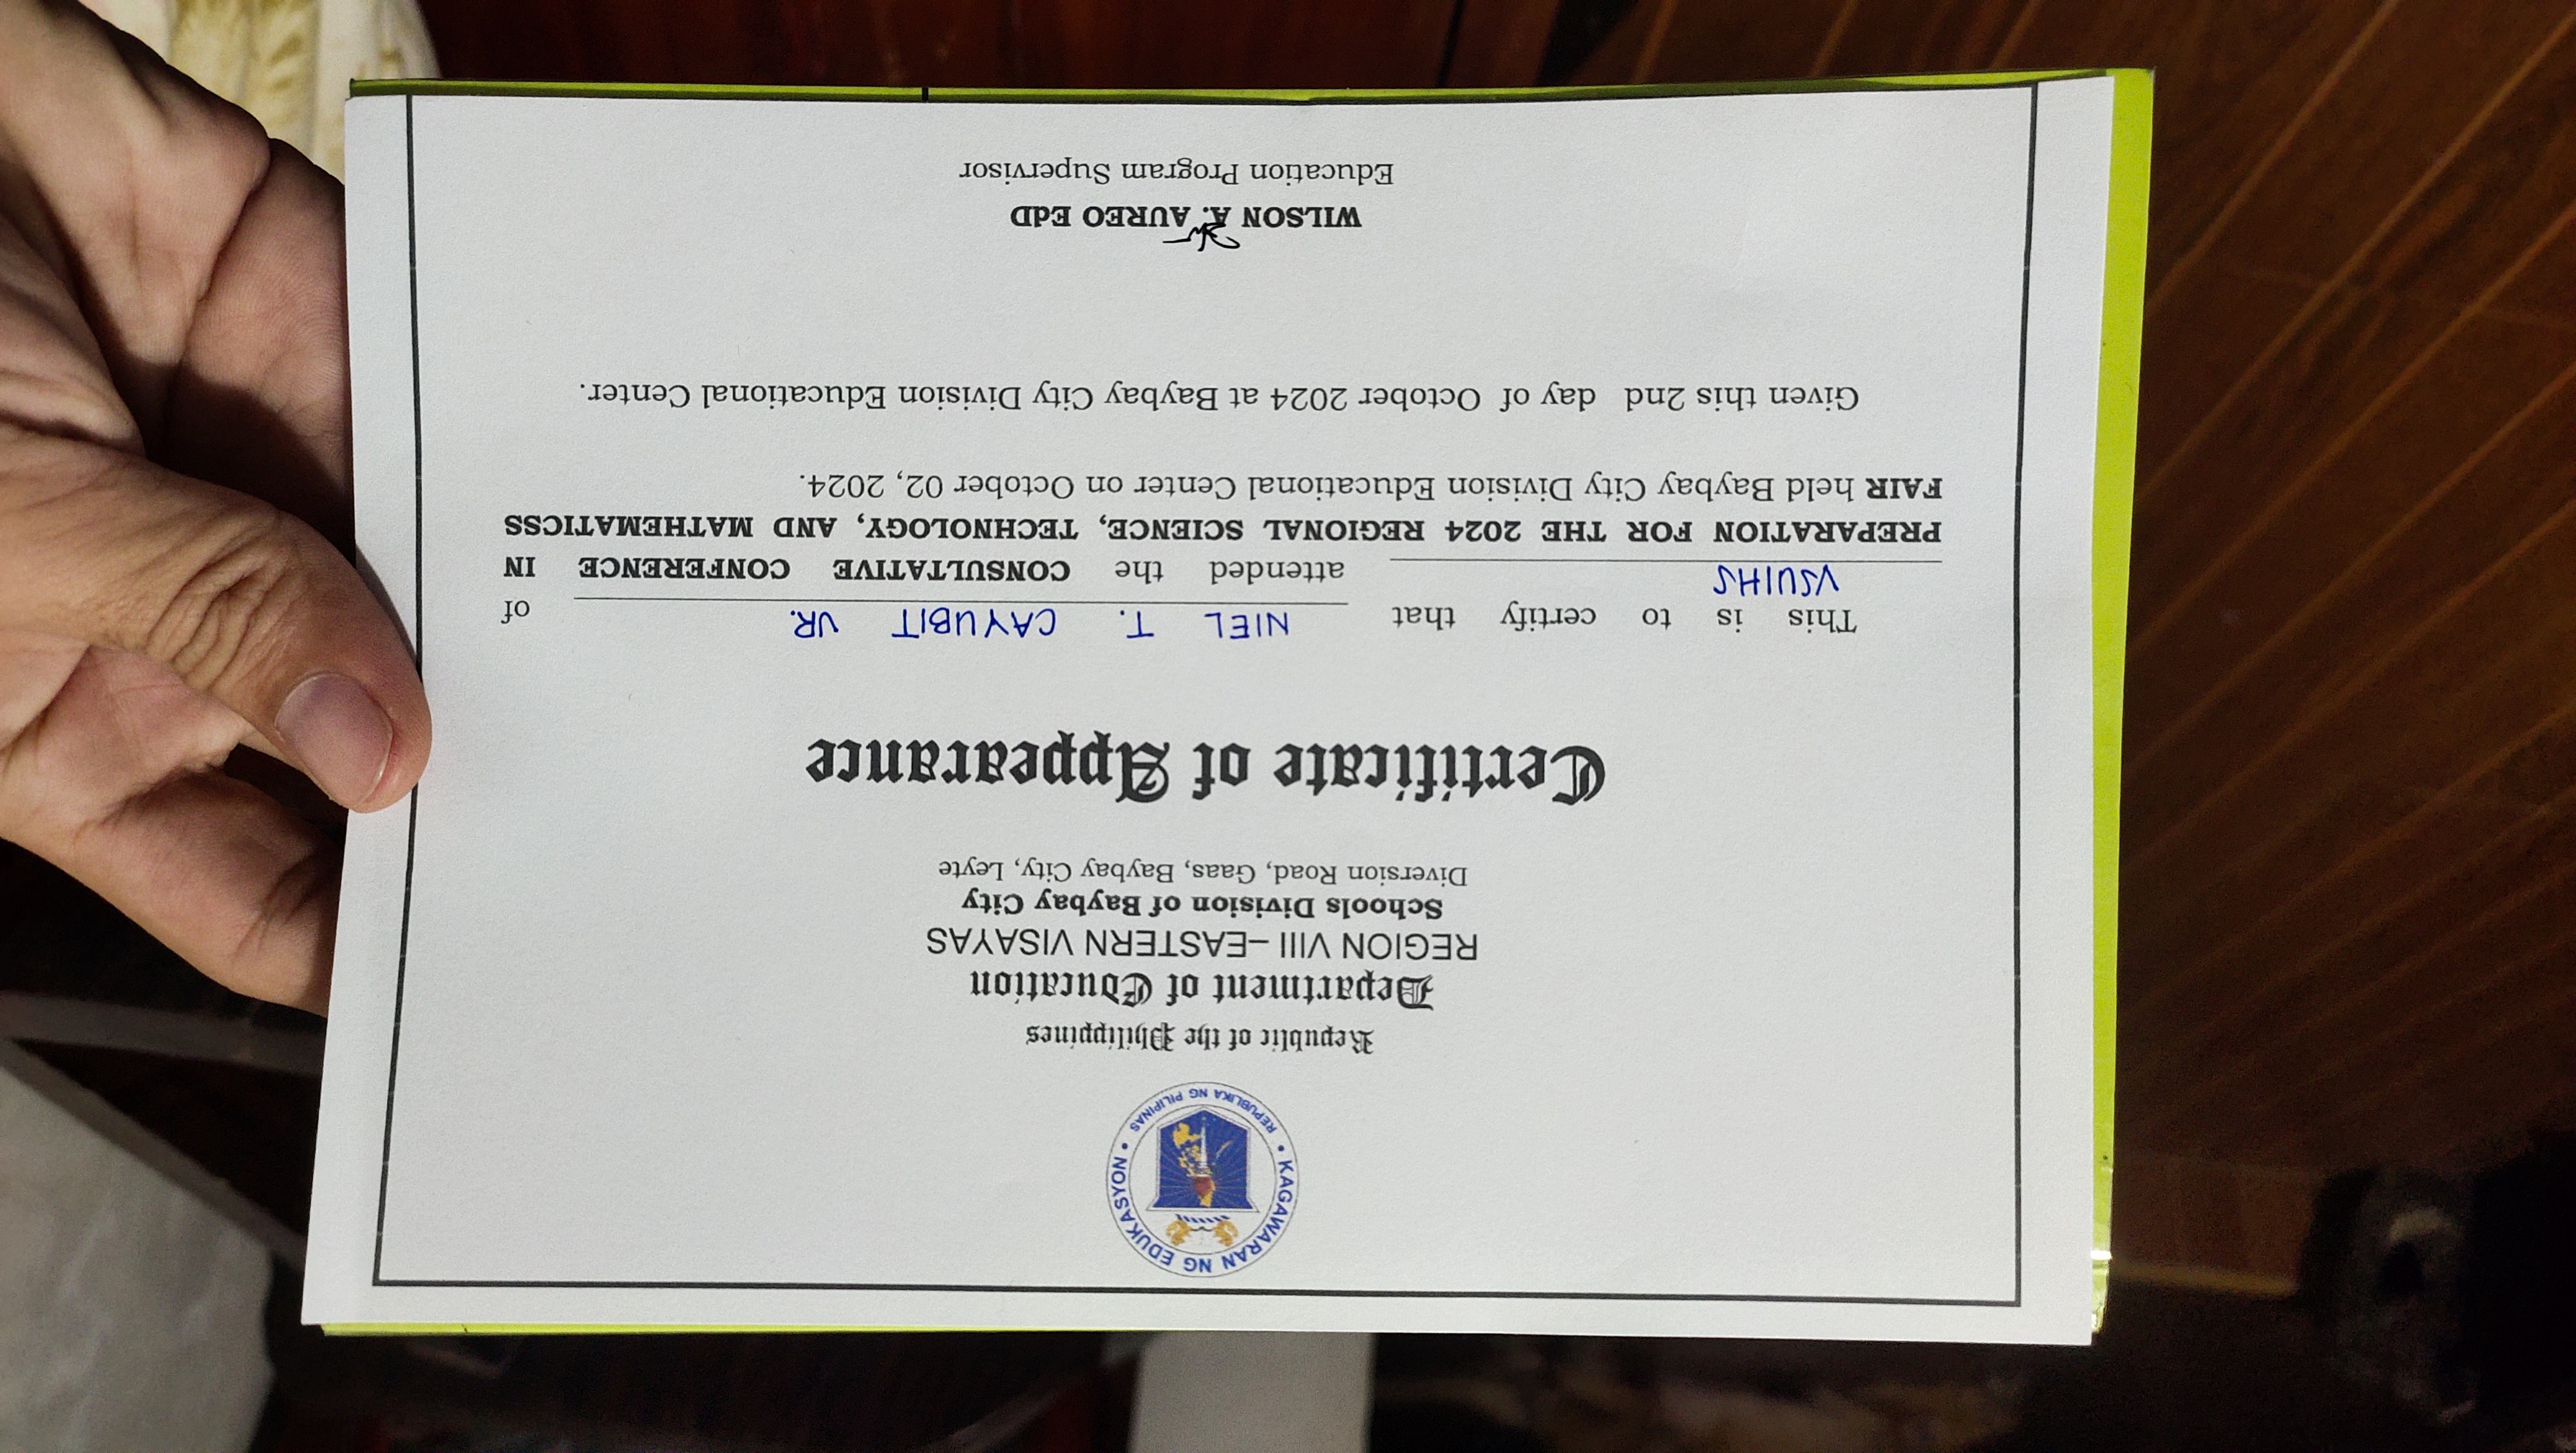 KAGAWARAN NG EDUKASYON
REPUBLIKA NG PILIPINAS
Republic of the Philippines
Department of Education
REGION VIII –EASTERN VISAYAS
Schools Division of Baybay City
Diversion Road, Gaas, Baybay City, Leyte
Certificate of Appearance
This is to certify that NIEL T. CAYUBIT JR. of
VSUIHS attended the CONSULTATIVE CONFERENCE IN
PREPARATION FOR THE 2024 REGIONAL SCIENCE, TECHNOLOGY, AND MATHEMATICSS
FAIR held Baybay City Division Educational Center on October 02, 2024.
Given this 2nd day of October 2024 at Baybay City Division Educational Center.
WILSON A. AUREO EdD
Education Program Supervisor